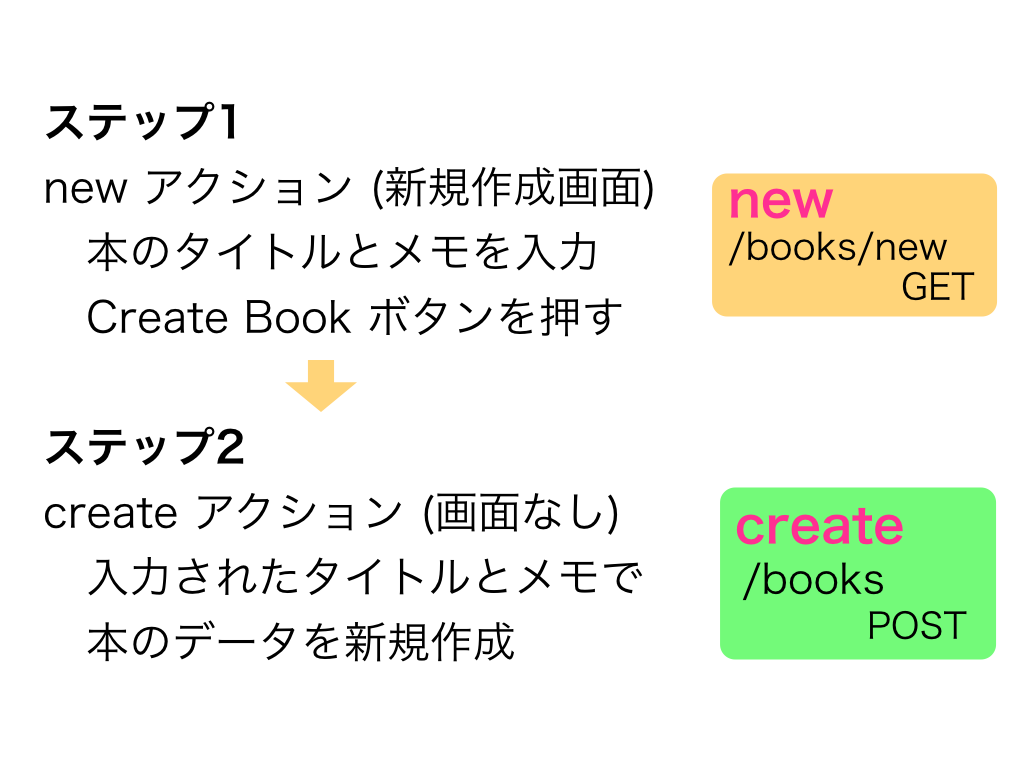 ステップ1
new アクション (新規作成画面)
本のタイトルとメモを入力
Create Book ボタンを押す
new
/books/new
GET
ステップ2
create アクション (画面なし)
入力されたタイトルとメモで
本のデータを新規作成
create
/books
POST